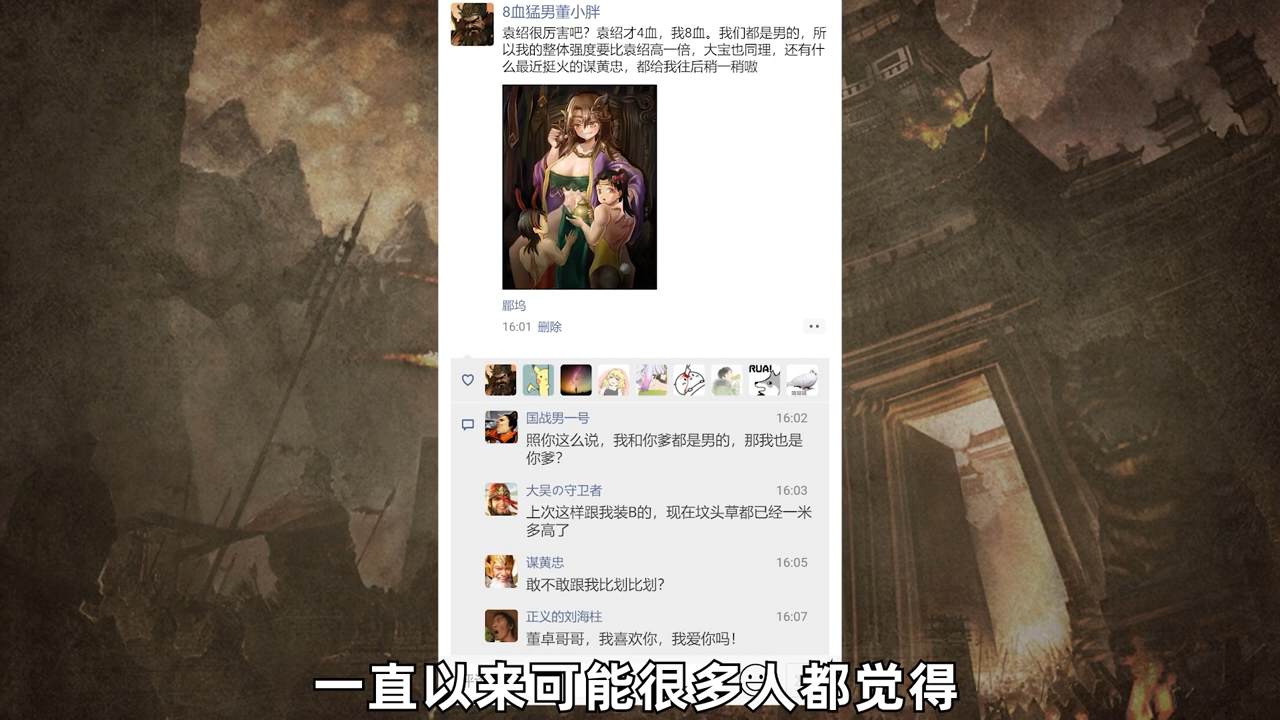 8血猛男董小胖
袁绍很厉害吧？袁绍才4血，我8血。我们都是男的，所
以我的整体强度要比袁绍高一倍，大宝也同理，还有什
么最近挺火的谋黄忠，都给我往后稍一稍嗷
郿坞
16:01 删除
RUA!
国战男一号 16:02
照你这么说，我和你爹都是男的，那我也是
你爹？
大吴の守卫者 16:03
上次这样跟我装B的，现在坟头草都已经一米
多高了
谋黄忠 16:05
敢不敢跟我比划比划？
正义的刘海柱 16:07
董卓哥哥，我喜欢你，我爱你吗！
一直以来可能很多人都觉得